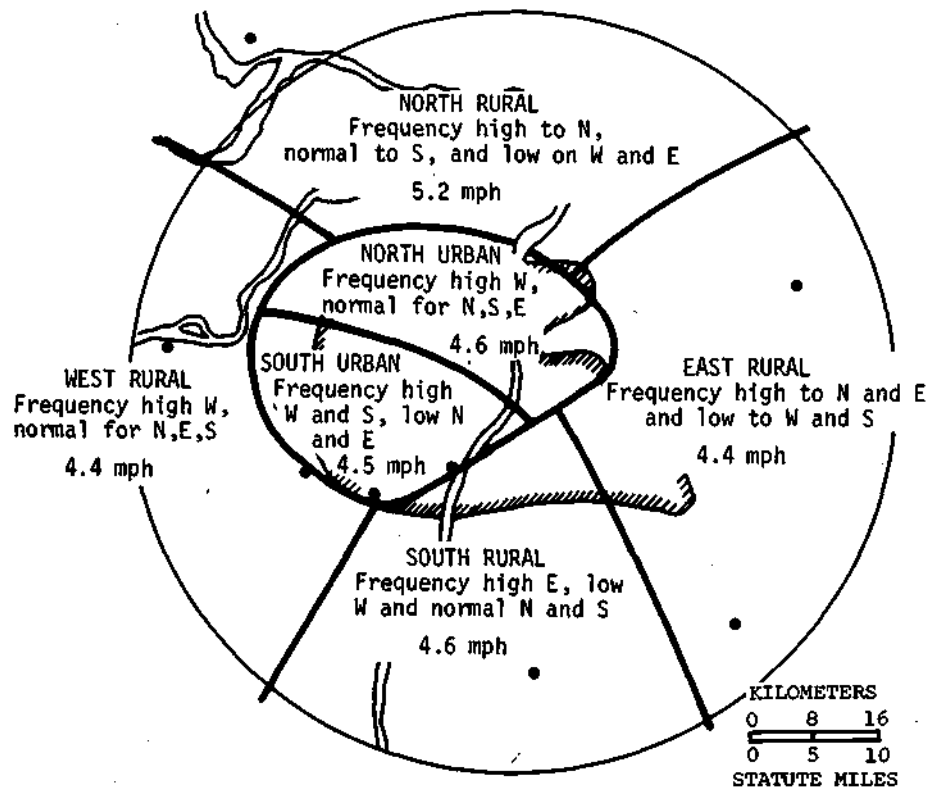 NORTH RURAL
Frequency high to N,
normal to S, and low on W and E
5.2 mph
NORTH URBAN
Frequency high W,
normal for N,S,E
4.6 mph
SOUTH URBAN
Frequency high
W and S, low N
and E
4.5 mph
WEST RURAL
Frequency high W,
normal for N,E,S
4.4 mph
EAST RURAL
Frequency high to N and E
and low to W and S
4.4 mph
SOUTH RURAL
Frequency high E, low
W and normal N and S
4.6 mph
KILOMETERS
0 8 16
0 5 10
STATUTE MILES